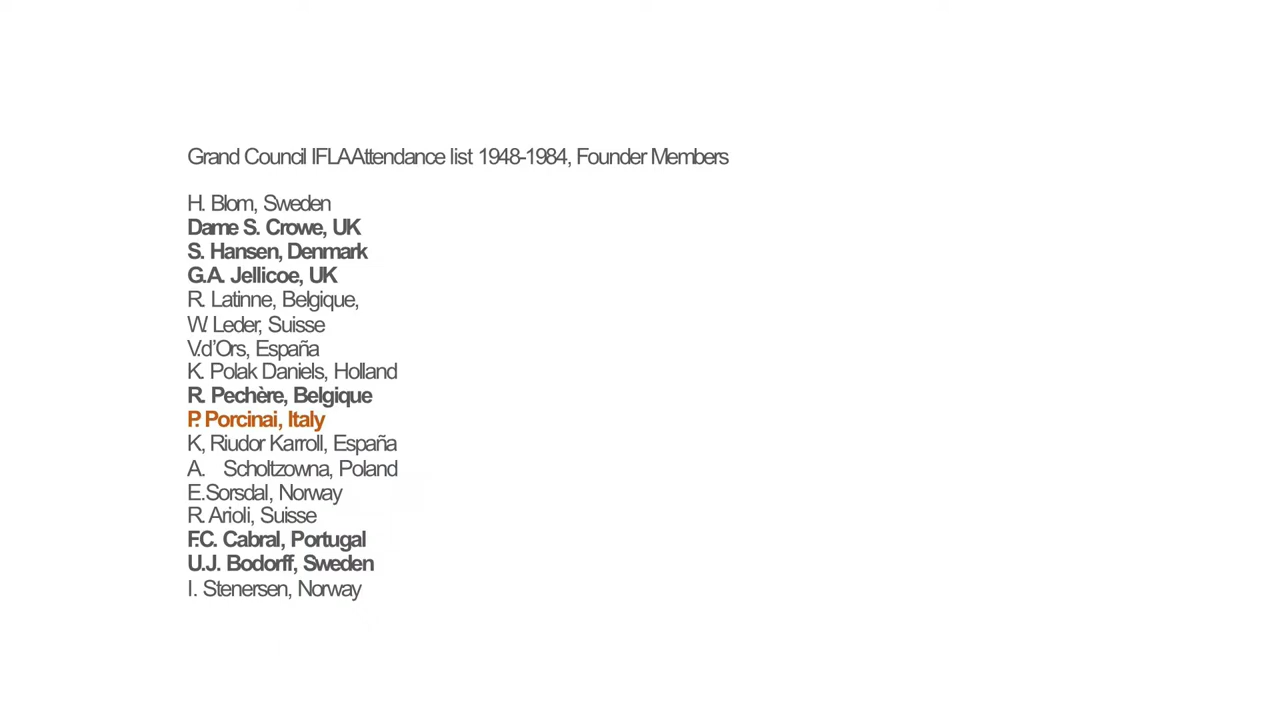 Grand Council IFLAAttendance list 1948-1984, Founder Members
H. Blom, Sweden
Dame S. Crowe, UK
S. Hansen, Denmark
G.A. Jellicoe, UK
R. Latinne, Belgique,
W. Leder, Suisse
V.d’Ors, España
K. Polak Daniels, Holland
R. Pechère, Belgique
P. Porcinai, Italy
K, Riudor Karroll, España
A. Scholtzowna, Poland
E.Sorsdal, Norway
R. Arioli, Suisse
F.C. Cabral, Portugal
U.J. Bodorff, Sweden
I. Stenersen, Norway